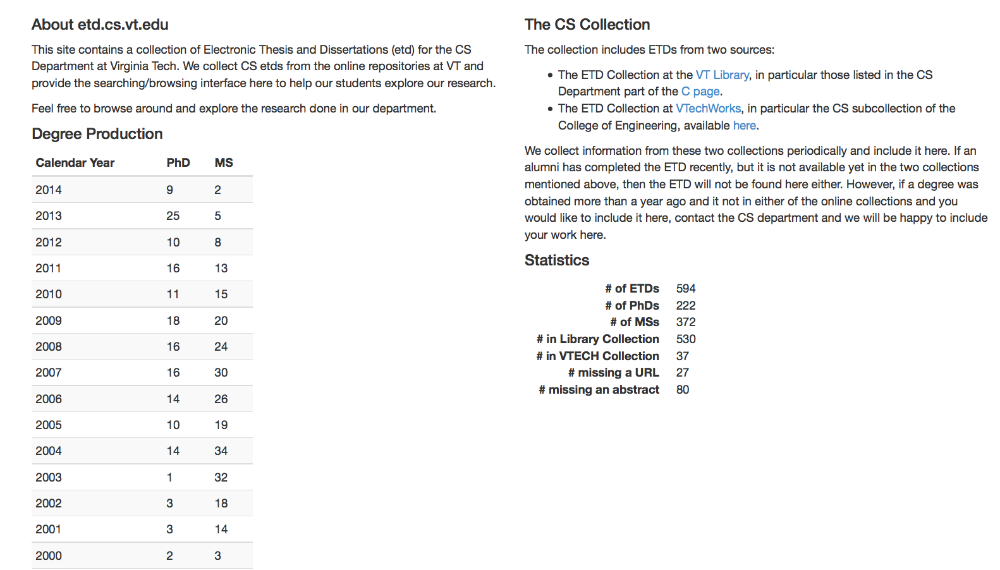 About etd.cs.vt.edu
This site contains a collection of Electronic Thesis and Dissertations (etd) for the CS
Department at Virginia Tech. We collect CS etds from the online repositories at VT and
provide the searching/browsing interface here to help our students explore our research.
Feel free to browse around and explore the research done in our department.
Degree Production
Calendar Year PhD MS
2014 9 2
2013 25 5
2012 10 8
2011 16 13
2010 11 15
2009 18 20
2008 16 24
2007 16 30
2006 14 26
2005 10 19
2004 14 34
2003 1 32
2002 3 18
2001 3 14
2000 2 3
The CS Collection
The collection includes ETDs from two sources:
• The ETD Collection at the VT Library, in particular those listed in the CS
Department part of the C page.
• The ETD Collection at VTechWorks, in particular the CS subcollection of the
College of Engineering, available here.
We collect information from these two collections periodically and include it here. If an
alumni has completed the ETD recently, but it is not available yet in the two collections
mentioned above, then the ETD will not be found here either. However, if a degree was
obtained more than a year ago and it not in either of the online collections and you
would like to include it here, contact the CS department and we will be happy to include
your work here.
Statistics
# of ETDs 594
# of PhDs 222
# of MSs 372
# in Library Collection 530
# in VTECH Collection 37
# missing a URL 27
# missing an abstract 80